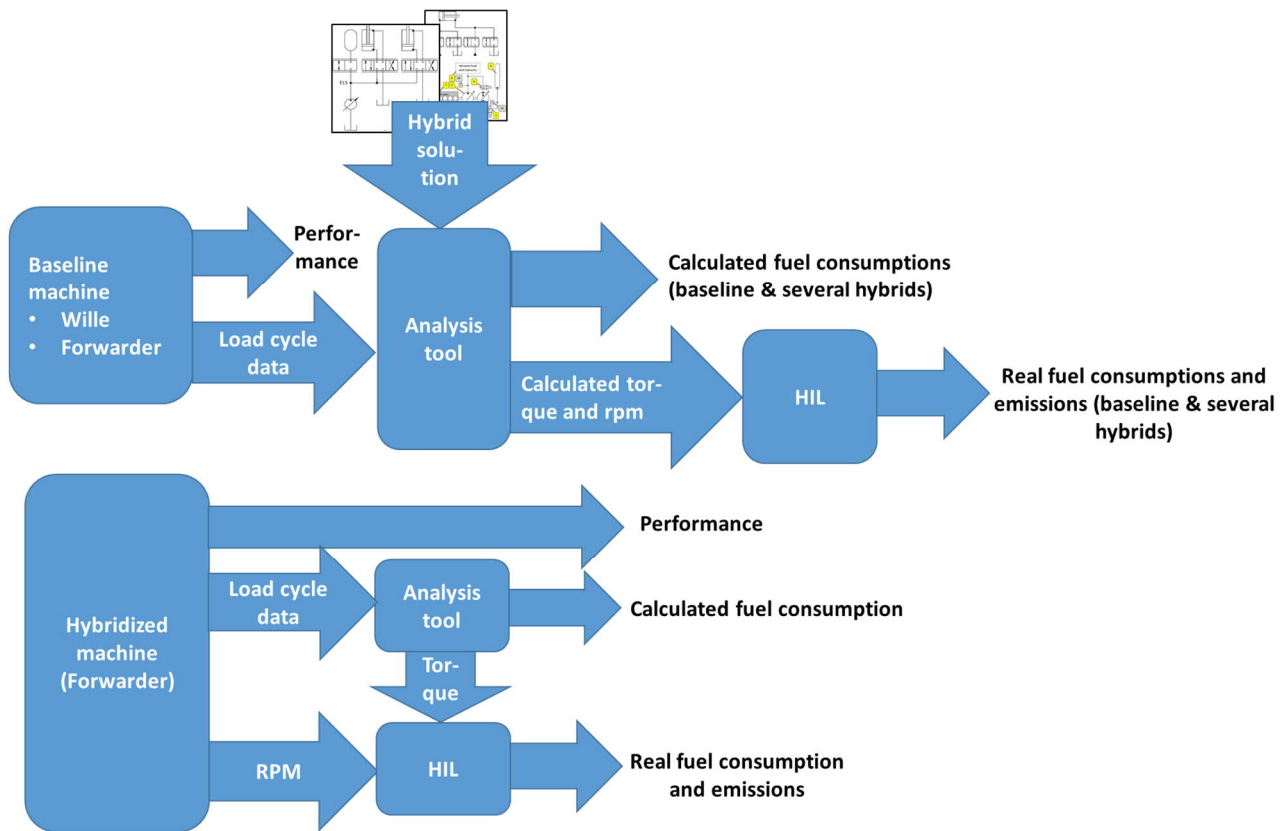 ELS
Hybrid
solu-
tion
Perfor-
mance
Baseline
machine
• Wille
• Forwarder
Load cycle
data
Analysis
tool
Calculated fuel consumptions
(baseline & several hybrids)
Calculated tor-
que and rpm
HIL
Real fuel consumptions and
emissions (baseline & several
hybrids)
Performance
Load cycle
data
Analysis
tool
Calculated fuel consumption
Hybridized
machine
(Forwarder)
Tor-
que
RPM
HIL
Real fuel consumption
and emissions